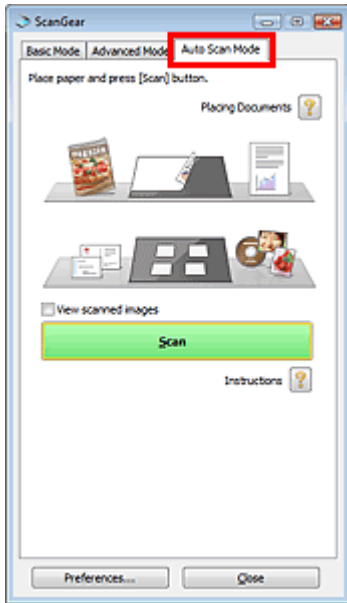 ScanGear
Basic Mode Advanced Mode Auto Scan Mode
Place paper and press [Scan] button.
Placing Documents
View scanned images
Scan
Instructions
Preferences... Close